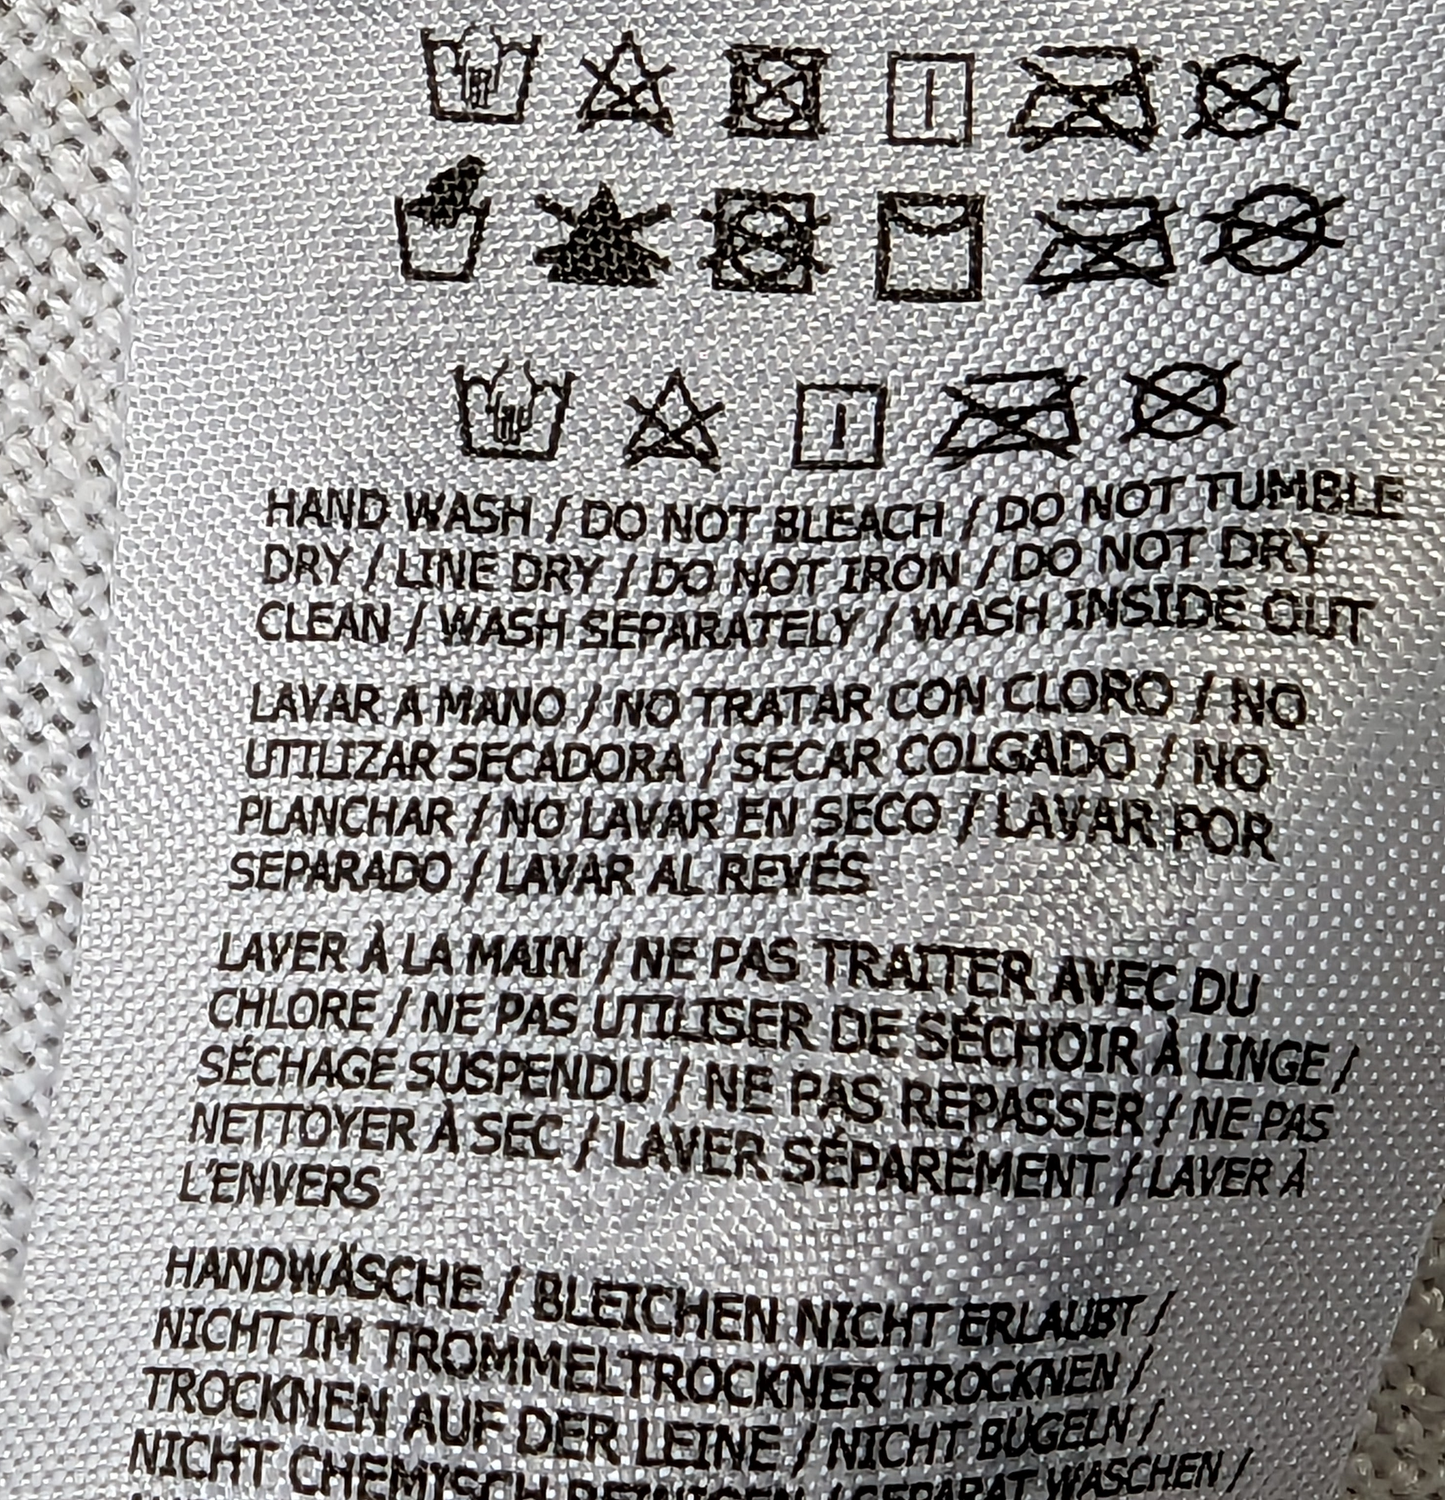 HAND WASH / DO NOT BLEACH / DO NOT TUMBLE
DRY / LINE DRY / DO NOT IRON / DO NOT DRY
CLEAN / WASH SEPARATELY / WASH INSIDE OUT
LAVAR A MANO / NO TRATAR CON CLORO / NO
UTILIZAR SECADORA / SECAR COLGADO / NO
PLANCHAR / NO LAVAR EN SECO / LAVAR POR
SEPARADO / LAVAR AL REVÉS
LAVER À LA MAIN / NE PAS TRAITER AVEC DU
CHLORE / NE PAS UTILISER DE SÉCHOIR À LINGE /
SÉCHAGE SUSPENDU / NE PAS REPASSER / NE PAS
NETTOYER À SEC / LAVER SÉPARÉMENT / LAVER À
L'ENVERS
HANDWÄSCHE / BLEICHEN NICHT ERLAUBT /
NICHT IM TROMMELTROCKNER TROCKNEN /
TROCKNEN AUF DER LEINE / NICHT BÜGELN /
NICHT CHEMISCH REINIGEN / SEPARAT WASCHEN /